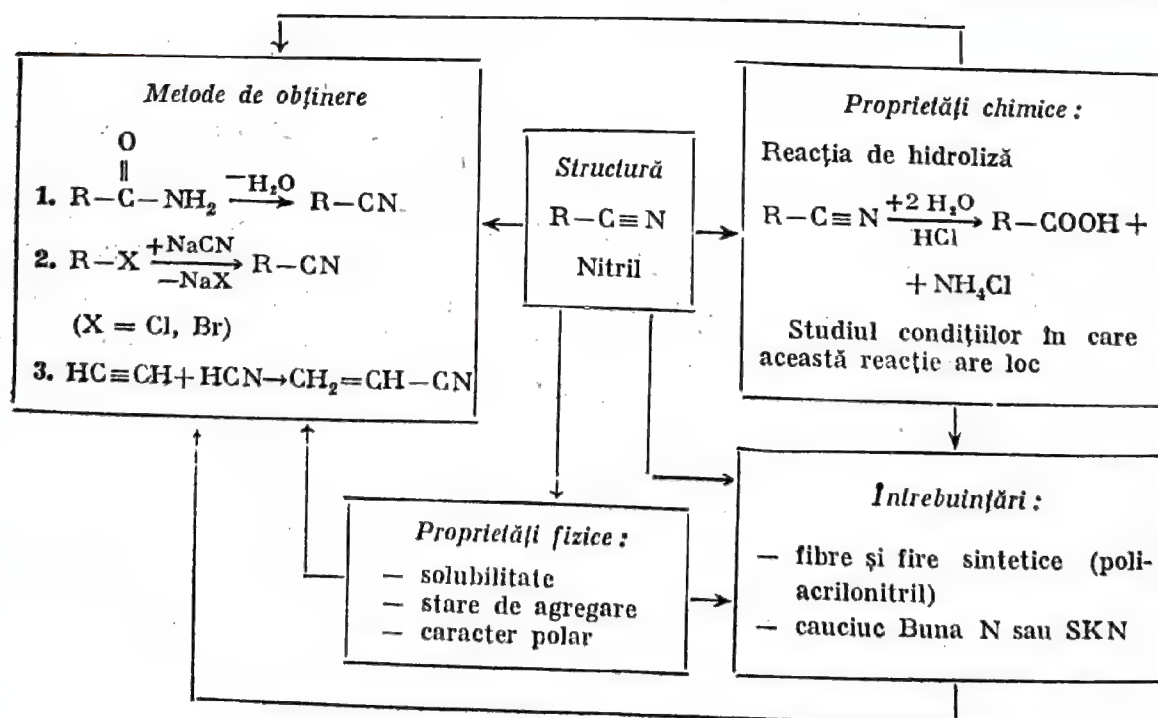 Metode de obținere
O
||
1. R—C—NH₂ —H₂O→ R—CN
2. R—X +NaCN→ R—CN
—NaX
(X = Cl, Br)
3. HC≡CH+HCN→CH₂=CH—CN
Structură
R—C≡N
Nitril
Proprietăți chimice :
Reacția de hidroliză
R—C≡N +2 H₂O→ R—COOH +
HCl
+ NH₄Cl
Studiul condițiilor în care
această reacție are loc
Proprietăți fizice :
— solubilitate
— stare de agregare
— caracter polar
Întrebuințări :
— fibre și fire sintetice (poli-
acrilonitril)
— cauciuc Buna N sau SKN